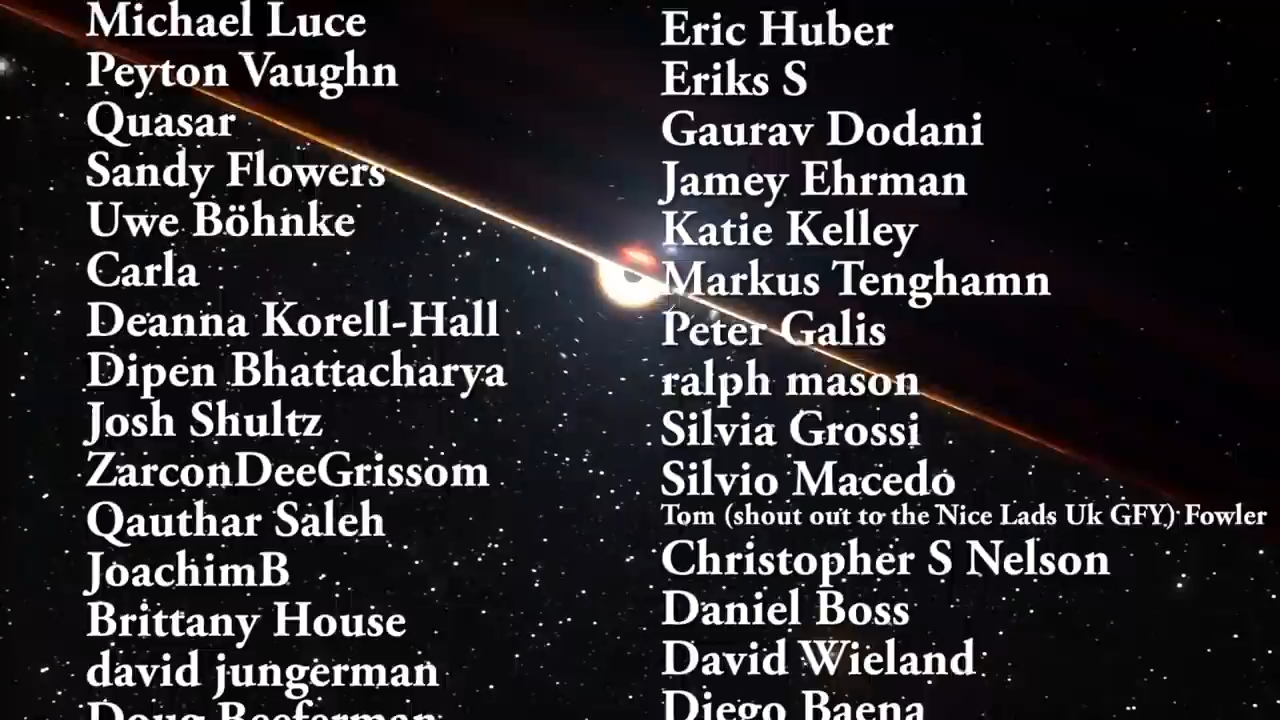 Michael Luce
Peyton Vaughn
Quasar
Sandy Flowers
Uwe Böhnke
Carla
Deanna Korell-Hall
Dipen Bhattacharya
Josh Shultz
ZarconDeeGrissom
Qauthar Saleh
JoachimB
Brittany House
david jungerman
Doug Reeferman
Eric Huber
Eriks S
Gaurav Dodani
Jamey Ehrman
Katie Kelley
Markus Tenghamn
Peter Galis
ralph mason
Silvia Grossi
Silvio Macedo
Tom (shout out to the Nice Lads Uk GFY) Fowler
Christopher S Nelson
Daniel Boss
David Wieland
Diego Baena